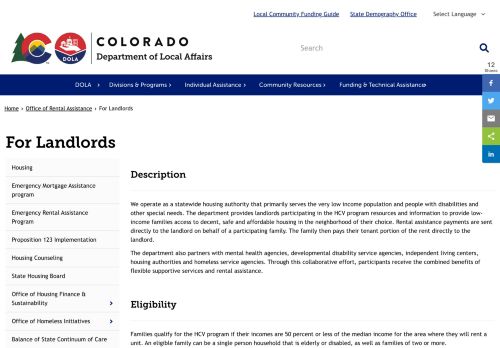 Local Community Funding Guide
State Demography Office
Select Language
COLORADO
Department of Local Affairs
DOLA
Search
12
Shares
DOLA
Divisions & Programs
Individual Assistance
Community Resources
Funding & Technical Assistance
Home › Office of Rental Assistance › For Landlords
For Landlords
Housing
Emergency Mortgage Assistance
program
Emergency Rental Assistance
Program
Proposition 123 Implementation
Housing Counseling
State Housing Board
Office of Housing Finance &
Sustainability
Office of Homeless Initiatives
Balance of State Continuum of Care
Description
We operate as a statewide housing authority that primarily serves the very low income population and people with disabilities and
other special needs. The department provides landlords participating in the HCV program resources and information to provide low-
income families access to decent, safe and affordable housing in the neighborhood of their choice. Rental assistance payments are sent
directly to the landlord on behalf of a participating family. The family then pays their tenant portion of the rent directly to the
landlord.
The department also partners with mental health agencies, developmental disability service agencies, independent living centers,
housing authorities and homeless service agencies. Through this collaborative effort, participants receive the combined benefits of
flexible supportive services and rental assistance.
Eligibility
Families qualify for the HCV program if their incomes are 50 percent or less of the median income for the area where they will rent a
unit. An eligible family can be a single person household that is elderly or disabled, as well as families of two or more.